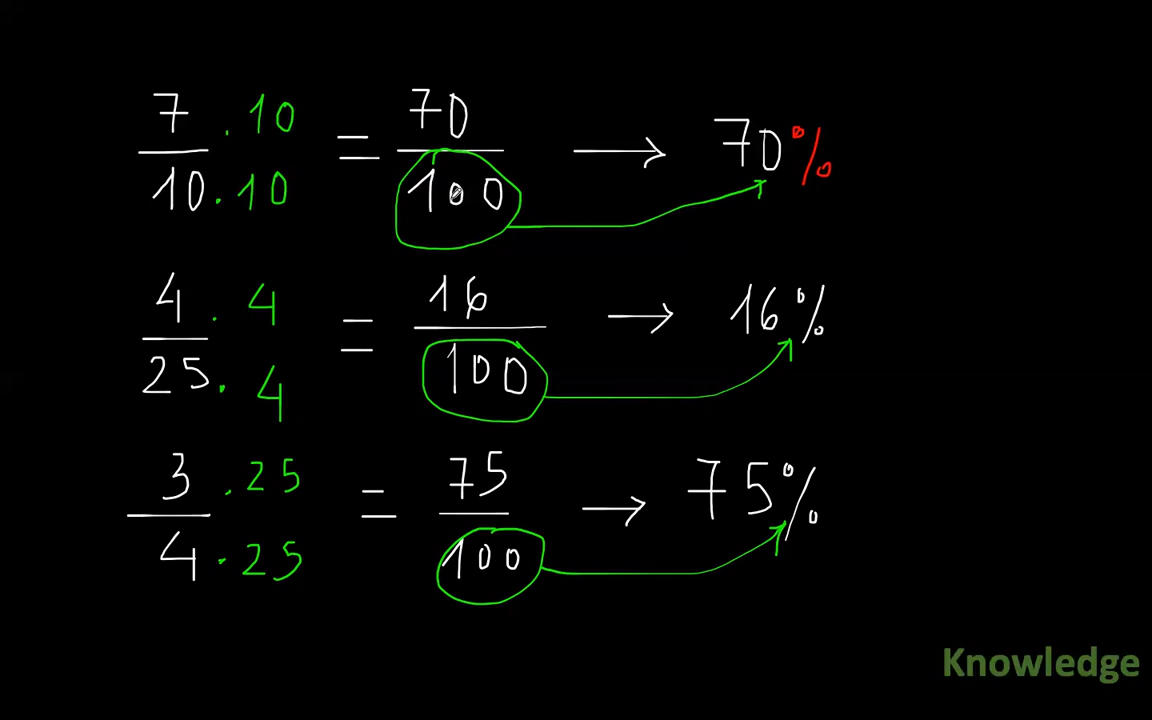 7/10 · 10/10 = 70/100 → 70%
4/25 · 4/4 = 16/100 → 16%
3/4 · 25/25 = 75/100 → 75%
Knowledge